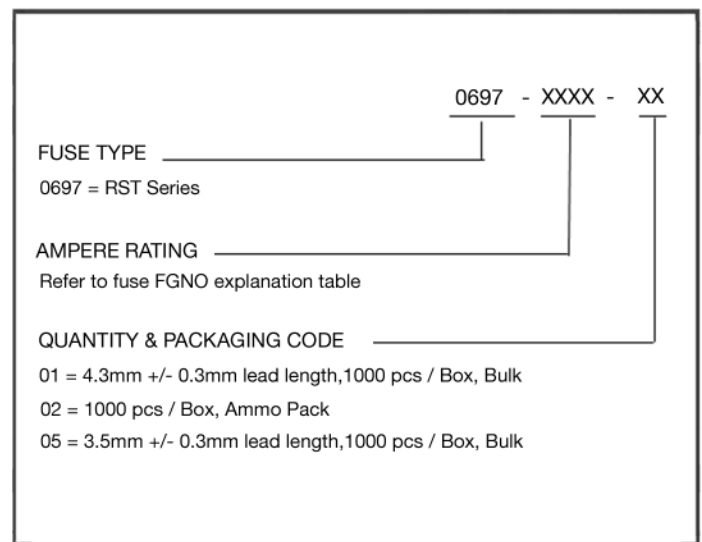 0697 - XXXX - XX
FUSE TYPE
0697 = RST Series
AMPERE RATING
Refer to fuse FGNO explanation table
QUANTITY & PACKAGING CODE
01 = 4.3mm +/- 0.3mm lead length,1000 pcs / Box, Bulk
02 = 1000 pcs / Box, Ammo Pack
05 = 3.5mm +/- 0.3mm lead length,1000 pcs / Box, Bulk